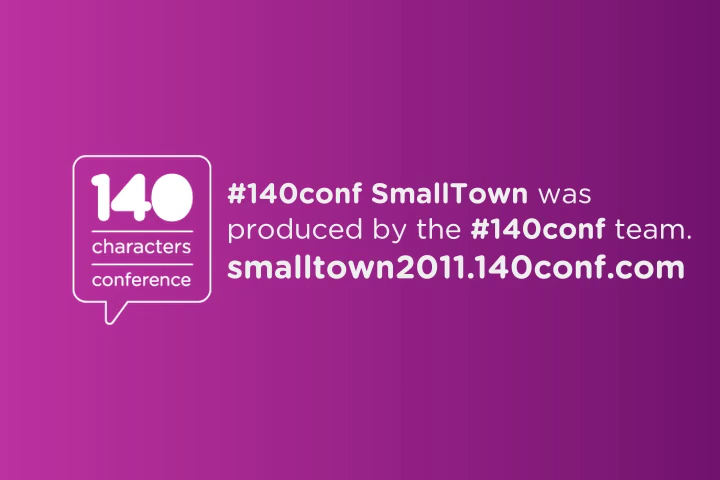 140
characters
conference
#140conf SmallTown was
produced by the #140conf team.
smalltown2011.140conf.com